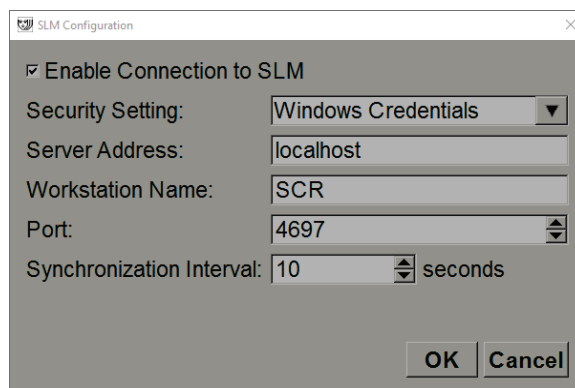 SLM Configuration
Enable Connection to SLM
Security Setting: Windows Credentials
Server Address: localhost
Workstation Name: SCR
Port: 4697
Synchronization Interval: 10 seconds
OK Cancel